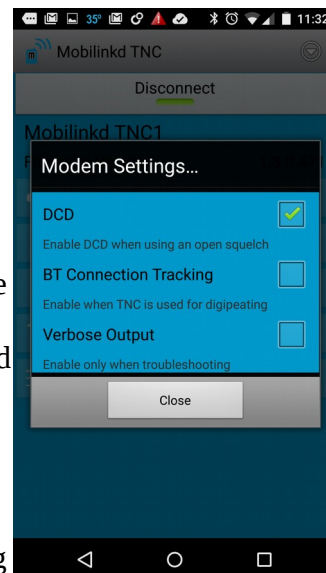 35° 11:32
Mobilinkd TNC
Disconnect
Mobilinkd TNC1
Modem Settings...
DCD
Enable DCD when using an open squelch
BT Connection Tracking
Enable when TNC is used for digipeating
Verbose Output
Enable only when troubleshooting
Close